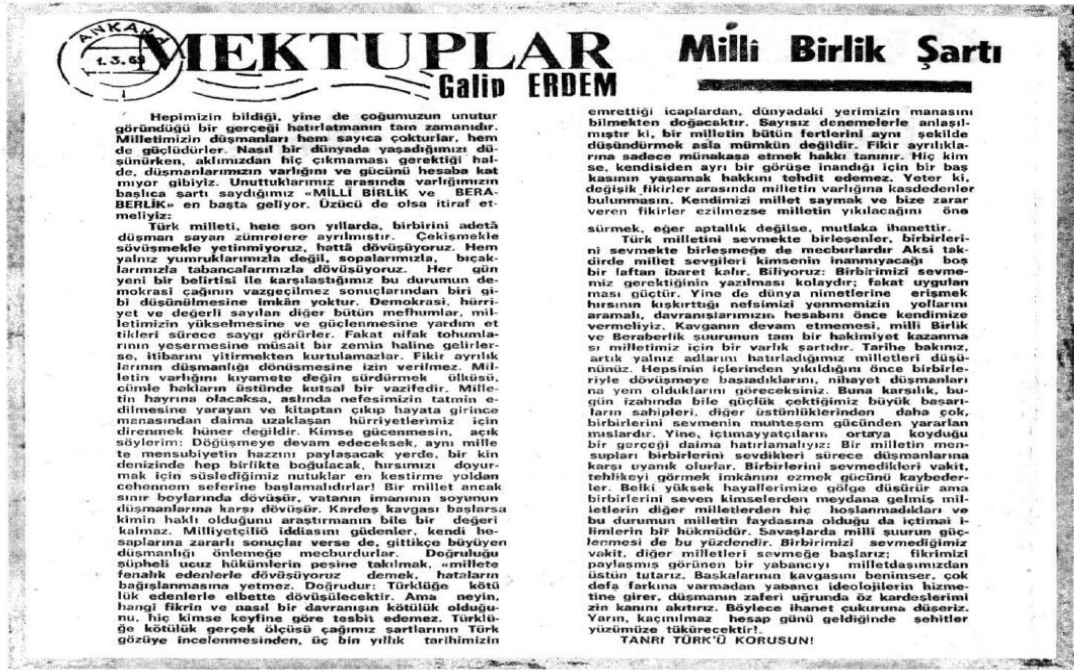 ANKARA
1.3.69
MEKTUPLAR
Galip ERDEM
Millî Birlik Şartı
Hepimizin bildiği, yine de çoğumuzun unutur
göründüğü bir gerçeği hatırlatmanın tam zamanıdır.
Milletimizin düşmanları hem sayıca çokturlar, hem
de güçlüdürler. Nasıl bir dünyada yaşadığımızı dü-
şünürken, aklımızdan hiç çıkmaması gerektiği hal-
de, düşmanlarımızın varlığını ve gücünü hesaba kat
mıyor gibiyiz. Unuttuklarımız arasında varlığımızın
başlıca şartı saydığımız «MİLLÎ BİRLİK ve BERA-
BERLİK» en başta geliyor. Üzücü de olsa itiraf et-
meliyiz:
Türk milleti, hele son yıllarda, birbirini adetâ
düşman sayan zümrelere ayrılmıştır. Çekişmekle
sövüşmekle yetinmiyoruz, hattâ dövüşüyoruz. Hem
yalnız yumruklarımızla değil, sopalarımızla, bıçak-
larımızla tabancalarımızla dövüşüyoruz. Her gün
yeni bir belirtisi ile karşılaştığımız bu durumun de-
mokrasi çağının vazgeçilmez sonuçlarından biri gi-
bi düşünülmesine imkân yoktur. Demokrasi, hürri-
yet ve değerli sayılan diğer bütün mefhumlar, mil-
letimizin yükselmesine ve güçlenmesine yardım et
tikleri sürece saygı görürler. Fakat nifak tohumla-
rının yeşermesine müsait bir zemin haline gelirler-
se, itibarını yitirmekten kurtulamazlar. Fikir ayrılık
larının düşmanlığı dönüsmesine izin verilmez. Mil-
letin varlığını kıyamete değin sürdürmek ülküsü,
cümle hakların üstünde kutsal bir vazifedir. Mille-
tin hayrına olacaksa, aslında nefesimizin tatmin e-
dilmesine yarayan ve kitaptan çıkıp hayata girince
manasından daima uzaklaşan hürriyetlerimiz için
direnmek hüner değildir. Kimse gücenmesin, açık
söylerim: Döğüşmeye devam edeceksek, aynı mille
te mensubiyetin hazzını paylaşacak yerde, bir kin
denizinde hep birlikte boğulacak, hırsımızı doyur-
mak için süslediğimiz nutuklar en kestirme yoldan
cehennem seferine başlamalıdırlar! Bir millet ancak
sınır boylarında dövüşür, vatanın imanının soyunun
düşmanlarına karşı dövüşür. Kardeş kavgası başlarsa
kimin haklı olduğunu araştırmanın bile bir değeri
kalmaz. Milliyetçiliğ iddiasını güdenler, kendi he-
saplarına zararlı sonuçlar verse de, gittikçe büyüyen
düşmanlığı önlemeğe mecburdurlar. Doğruluğu
şüpheli ucuz hükümlerin peşine takılmak, «millete
fenalık edenlerle dövüşüyoruz demek, hataların
bağışlanmasına yetmez. Doğrudur: Türklüğe kötü
lük edenlerle elbette dövüşülecektir. Ama neyin,
hangi fikrin ve nasıl bir davranışın kötülük olduğu-
nu, hiç kimse keyfine göre tesbit edemez. Türklü-
ğe kötülük gerçek ölçüsü çağımız şartlarının Türk
gözüye incelenmesinden, üç bin yıllık tarihimizin
emrettiği icaplardan, dünyadaki yerimizin manasını
bilmekten doğacaktır. Sayısız denemelerle anlaşıl-
mıştır ki, bir milletin bütün fertlerini aynı şekilde
düşündürmek asla mümkün değildir. Fikir ayrılıkla-
rına sadece münakaşa etmek hakkı tanınır. Hiç kim
se, kendisiden ayrı bir görüşe inandığı için bir baş
kasının yaşamak hakkını tehdit edemez. Yeter ki,
değişik fikirler arasında milletin varlığına kasdedenler
bulunmasın. Kendimizi millet saymak ve bize zarar
veren fikirler ezilmezse milletin yıkılacağını öne
sürmek, eğer aptallık değilse, mutlaka ihanettir.
Türk milletini sevmekte birleşenler, birbirleri-
ni sevmekte birleşmeğe de mecburlardır Aksi tak-
dirde millet sevgileri kimsenin inanmıyacağı boş
bir laftan ibaret kalır. Biliyoruz: Birbirimizi sevme-
miz gerektiğinin yazılması kolaydır; fakat uygulan
ması güçtür. Yine de dünya nimetlerine erişmek
hırsının kışkırttığı nefsimizi yenmemizin yollarını
aramalı, davranışlarımızın hesabını önce kendimize
vermeliyiz. Kavganın devam etmemesi, milli Birlik
ve Beraberlik şuurunun tam bir hakimiyet kazanma
sı milletimiz için bir varlık şartıdır. Tarihe bakınız,
artık yalnız adlarını hatırladığımız milletleri düşü-
nünüz. Hepsinin içlerinden yıkıldığını önce birbirle-
riyle dövüşmeye başladıklarını, nihayet düşmanları
na yem olduklarını göreceksiniz. Buna karşılık, bu-
gün izahında bile güçlük çektiğimiz büyük başarı-
ların sahipleri, diğer üstünlüklerinden daha çok,
birbirlerini sevmenin muhteşem gücünden yararlan
mışlardır. Yine, içtımayyatçıların ortaya koyduğu
bir gerçeği daima hatırlamalıyız: Bir milletin men-
supları birbirlerini sevdikleri sürece düşmanlarına
karşı uyanık olurlar. Birbirlerini sevmedikleri vakit,
tehlikeyi görmek imkânını ezmek gücünü kaybeder-
ler. Belki yüksek hayallerimize gölge düşürür ama
birbirlerini seven kimselerden meydana gelmiş mil-
letlerin diğer milletlerden hiç hoşlanmadıkları ve
bu durumun milletin faydasına olduğu da içtimai i-
limlerin bir hükmüdür. Savaşlarda millî şuurun güç-
lenmesi de bu yüzdendir. Birbirimizi sevmediğimiz
vakit, diğer milletleri sevmeğe başlarız; fikrimizi
paylaşmış görünen bir yabancıyı milletdaşımızdan
üstün tutarız. Başkalarının kavgasını benimser, çok
defa farkına varmadan yabancı ideolojilerin hizme-
tine girer, düşmanın zaferi uğrunda öz kardeşlerimi
zin kanını akıtırız. Böylece ihanet çukuruna düşeriz.
Yarın, kaçınılmaz hesap günü geldiğinde şehitler
yüzümüze tükürecektir!.
TANRI TÜRK'Ü KORUSUN!